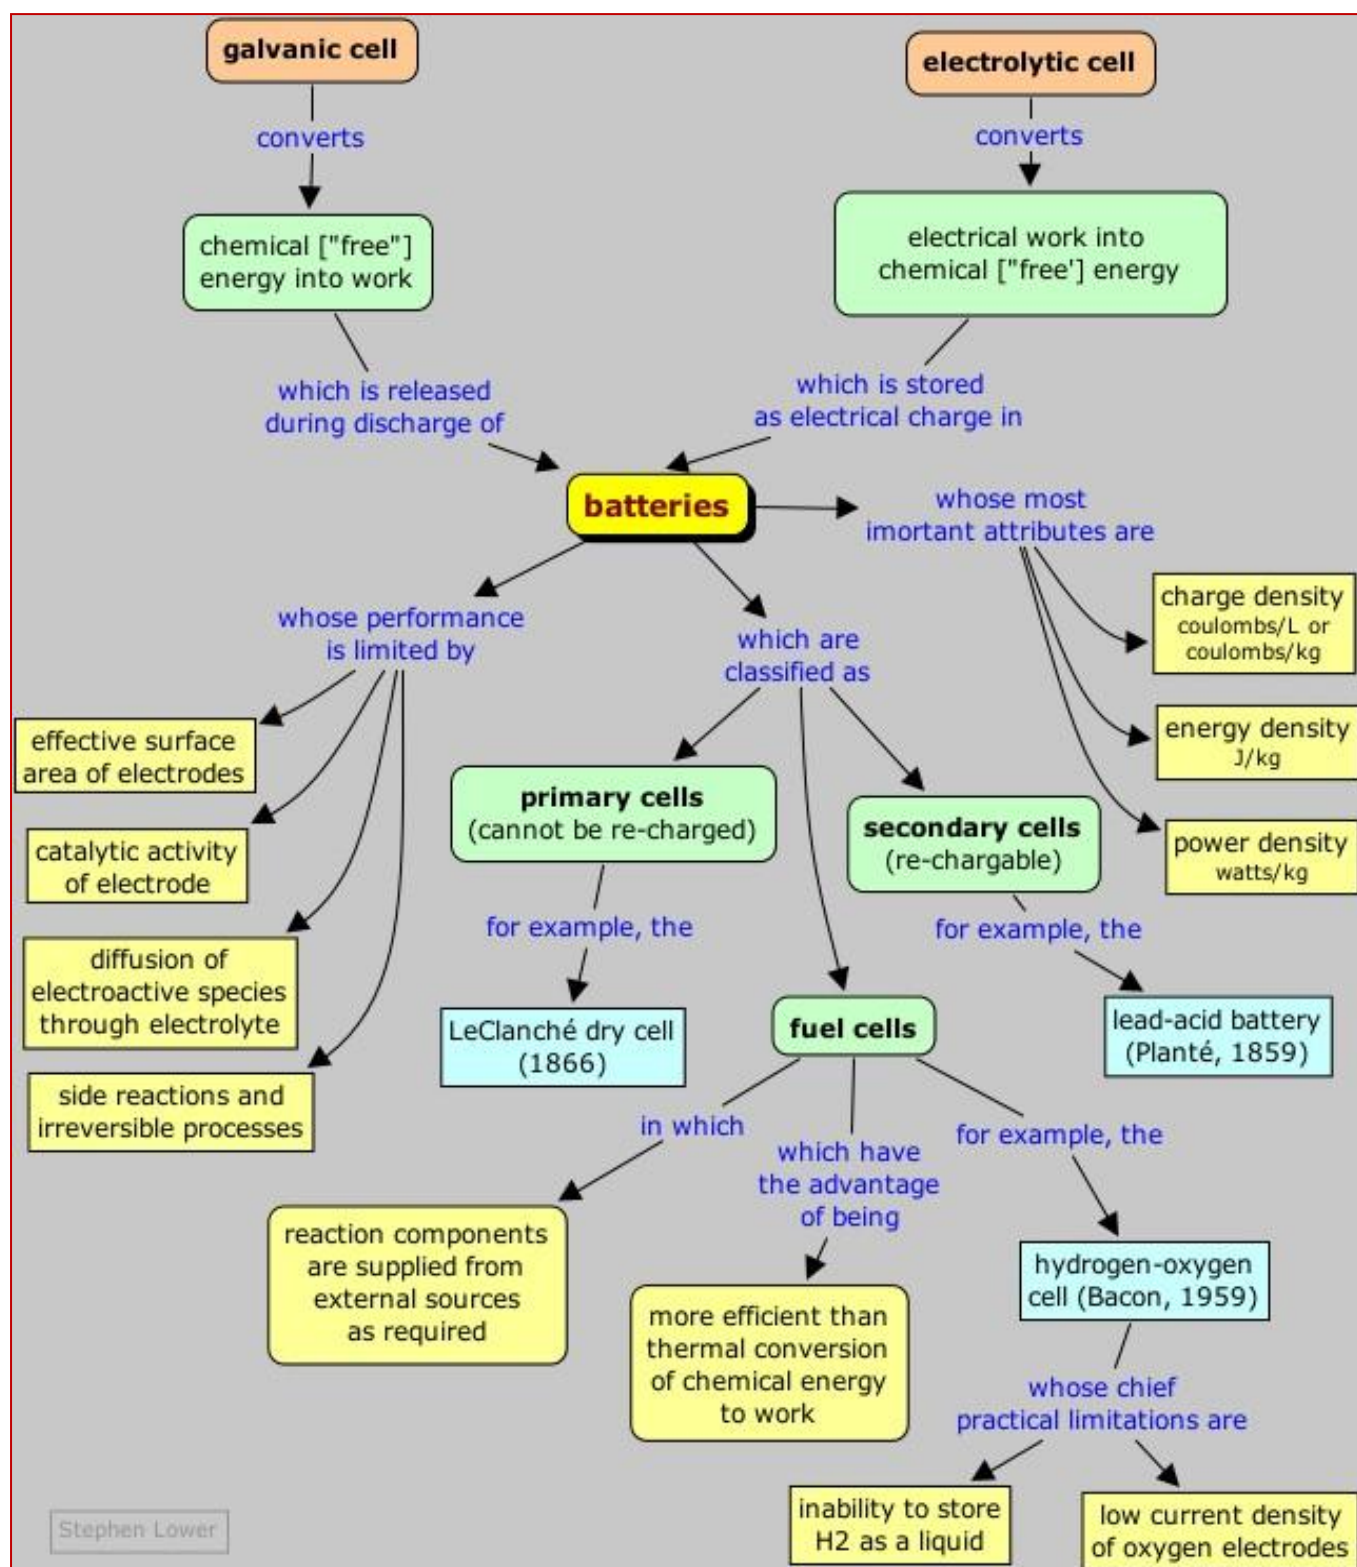 galvanic cell
electrolytic cell
converts
converts
chemical ["free"]
energy into work
electrical work into
chemical ["free'] energy
which is released
during discharge of
which is stored
as electrical charge in
batteries
whose most
imortant attributes are
charge density
coulombs/L or
coulombs/kg
energy density
J/kg
power density
watts/kg
whose performance
is limited by
effective surface
area of electrodes
catalytic activity
of electrode
diffusion of
electroactive species
through electrolyte
side reactions and
irreversible processes
which are
classified as
primary cells
(cannot be re-charged)
for example, the
LeClanché dry cell
(1866)
secondary cells
(re-chargable)
for example, the
lead-acid battery
(Planté, 1859)
fuel cells
in which
reaction components
are supplied from
external sources
as required
which have
the advantage
of being
more efficient than
thermal conversion
of chemical energy
to work
for example, the
hydrogen-oxygen
cell (Bacon, 1959)
whose chief
practical limitations are
inability to store
H2 as a liquid
low current density
of oxygen electrodes
Stephen Lower